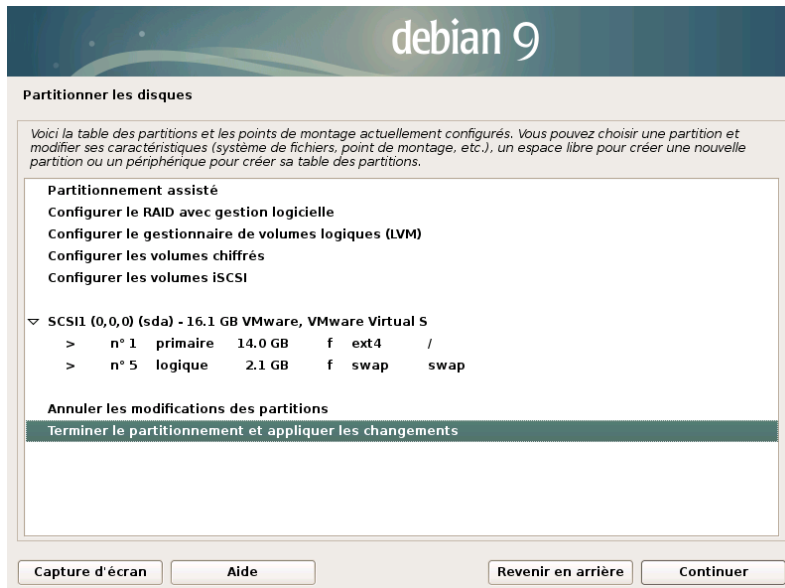 debian 9
Partitionner les disques
Voici la table des partitions et les points de montage actuellement configurés. Vous pouvez choisir une partition et
modifier ses caractéristiques (système de fichiers, point de montage, etc.), un espace libre pour créer une nouvelle
partition ou un périphérique pour créer sa table des partitions.
Partitionnement assisté
Configurer le RAID avec gestion logicielle
Configurer le gestionnaire de volumes logiques (LVM)
Configurer les volumes chiffrés
Configurer les volumes iSCSI
SCSI1 (0,0,0) (sda) - 16.1 GB VMware, VMware Virtual S
> n° 1 primaire 14.0 GB f ext4 /
> n° 5 logique 2.1 GB f swap swap
Annuler les modifications des partitions
Terminer le partitionnement et appliquer les changements
Capture d'écran Aide Revenir en arrière Continuer